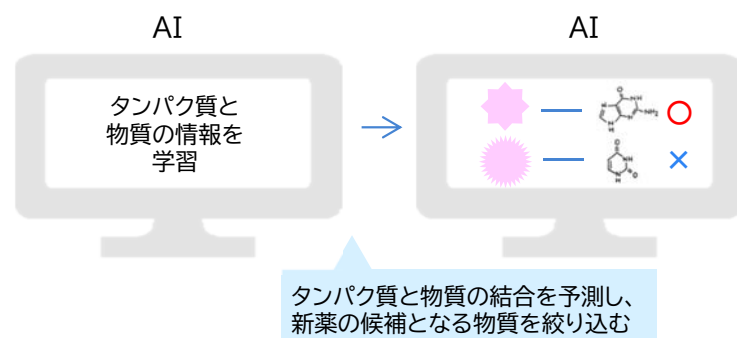 AI
AI
タンパク質と
物質の情報を
学習
タンパク質と物質の結合を予測し、
新薬の候補となる物質を絞り込む